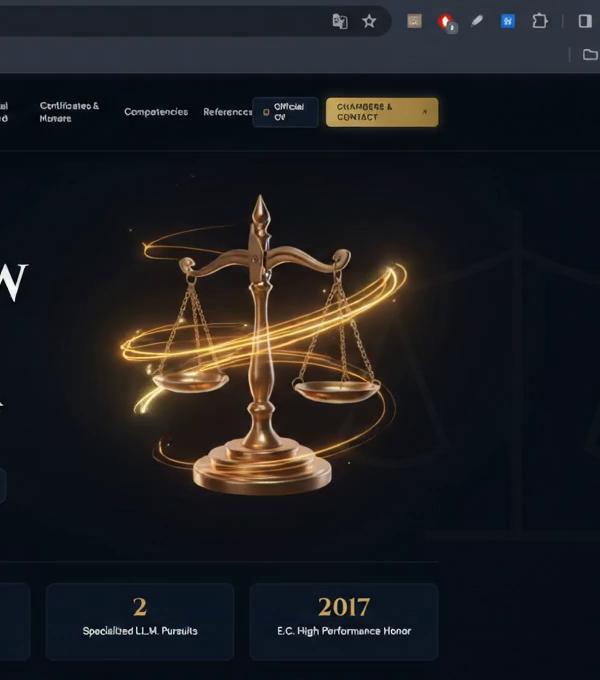 Certificates &
Honors
Competencies
References
Official
CV
CHAMBERS &
CONTACT
W
2
Specialized LL.M. Pursuits
2017
E.C. High Performance Honor